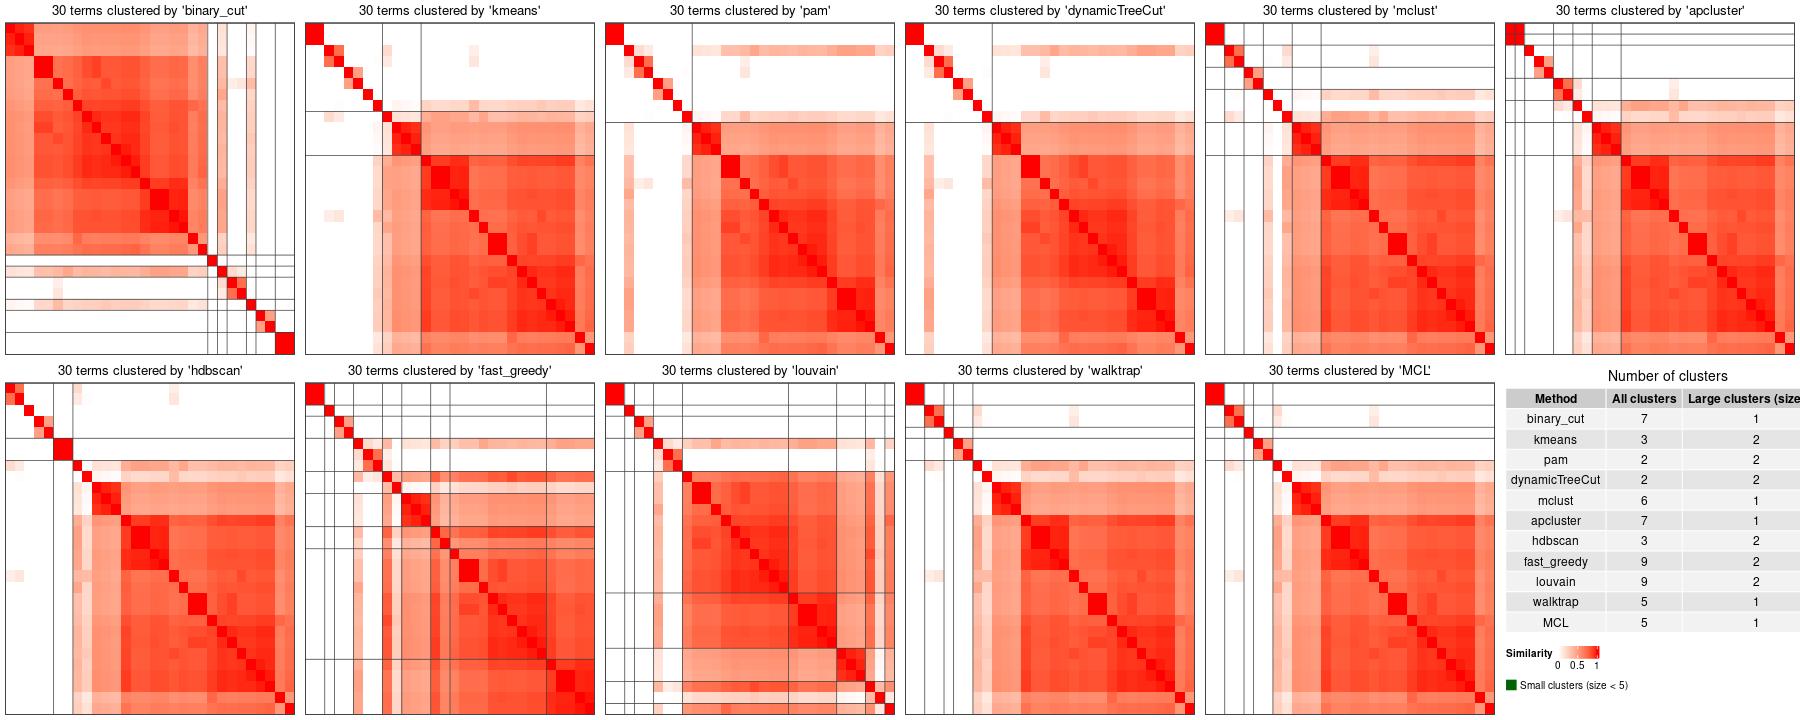 30 terms clustered by 'binary_cut'
30 terms clustered by 'kmeans'
30 terms clustered by 'pam'
30 terms clustered by 'dynamicTreeCut'
30 terms clustered by 'mclust'
30 terms clustered by 'apcluster'
30 terms clustered by 'hdbscan'
30 terms clustered by 'fast_greedy'
30 terms clustered by 'louvain'
30 terms clustered by 'walktrap'
30 terms clustered by 'MCL'
Number of clusters
Method All clusters Large clusters (size
binary_cut 7 1
kmeans 3 2
pam 2 2
dynamicTreeCut 2 2
mclust 6 1
apcluster 7 1
hdbscan 3 2
fast_greedy 9 2
louvain 9 2
walktrap 5 1
MCL 5 1
Similarity
0 0.5 1
Small clusters (size < 5)